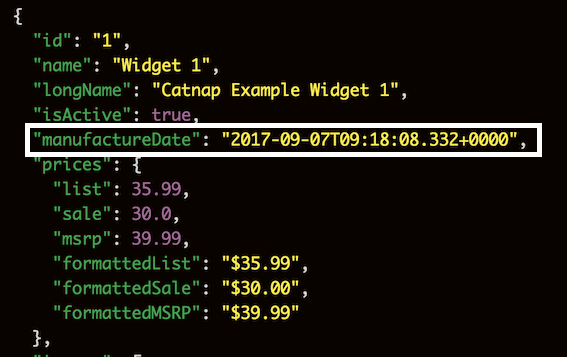 {
"id": "1",
"name": "Widget 1",
"longName": "Catnap Example Widget 1",
"isActive": true,
"manufactureDate": "2017-09-07T09:18:08.332+0000",
"prices": {
"list": 35.99,
"sale": 30.0,
"msrp": 39.99,
"formattedList": "$35.99",
"formattedSale": "$30.00",
"formattedMSRP": "$39.99"
},